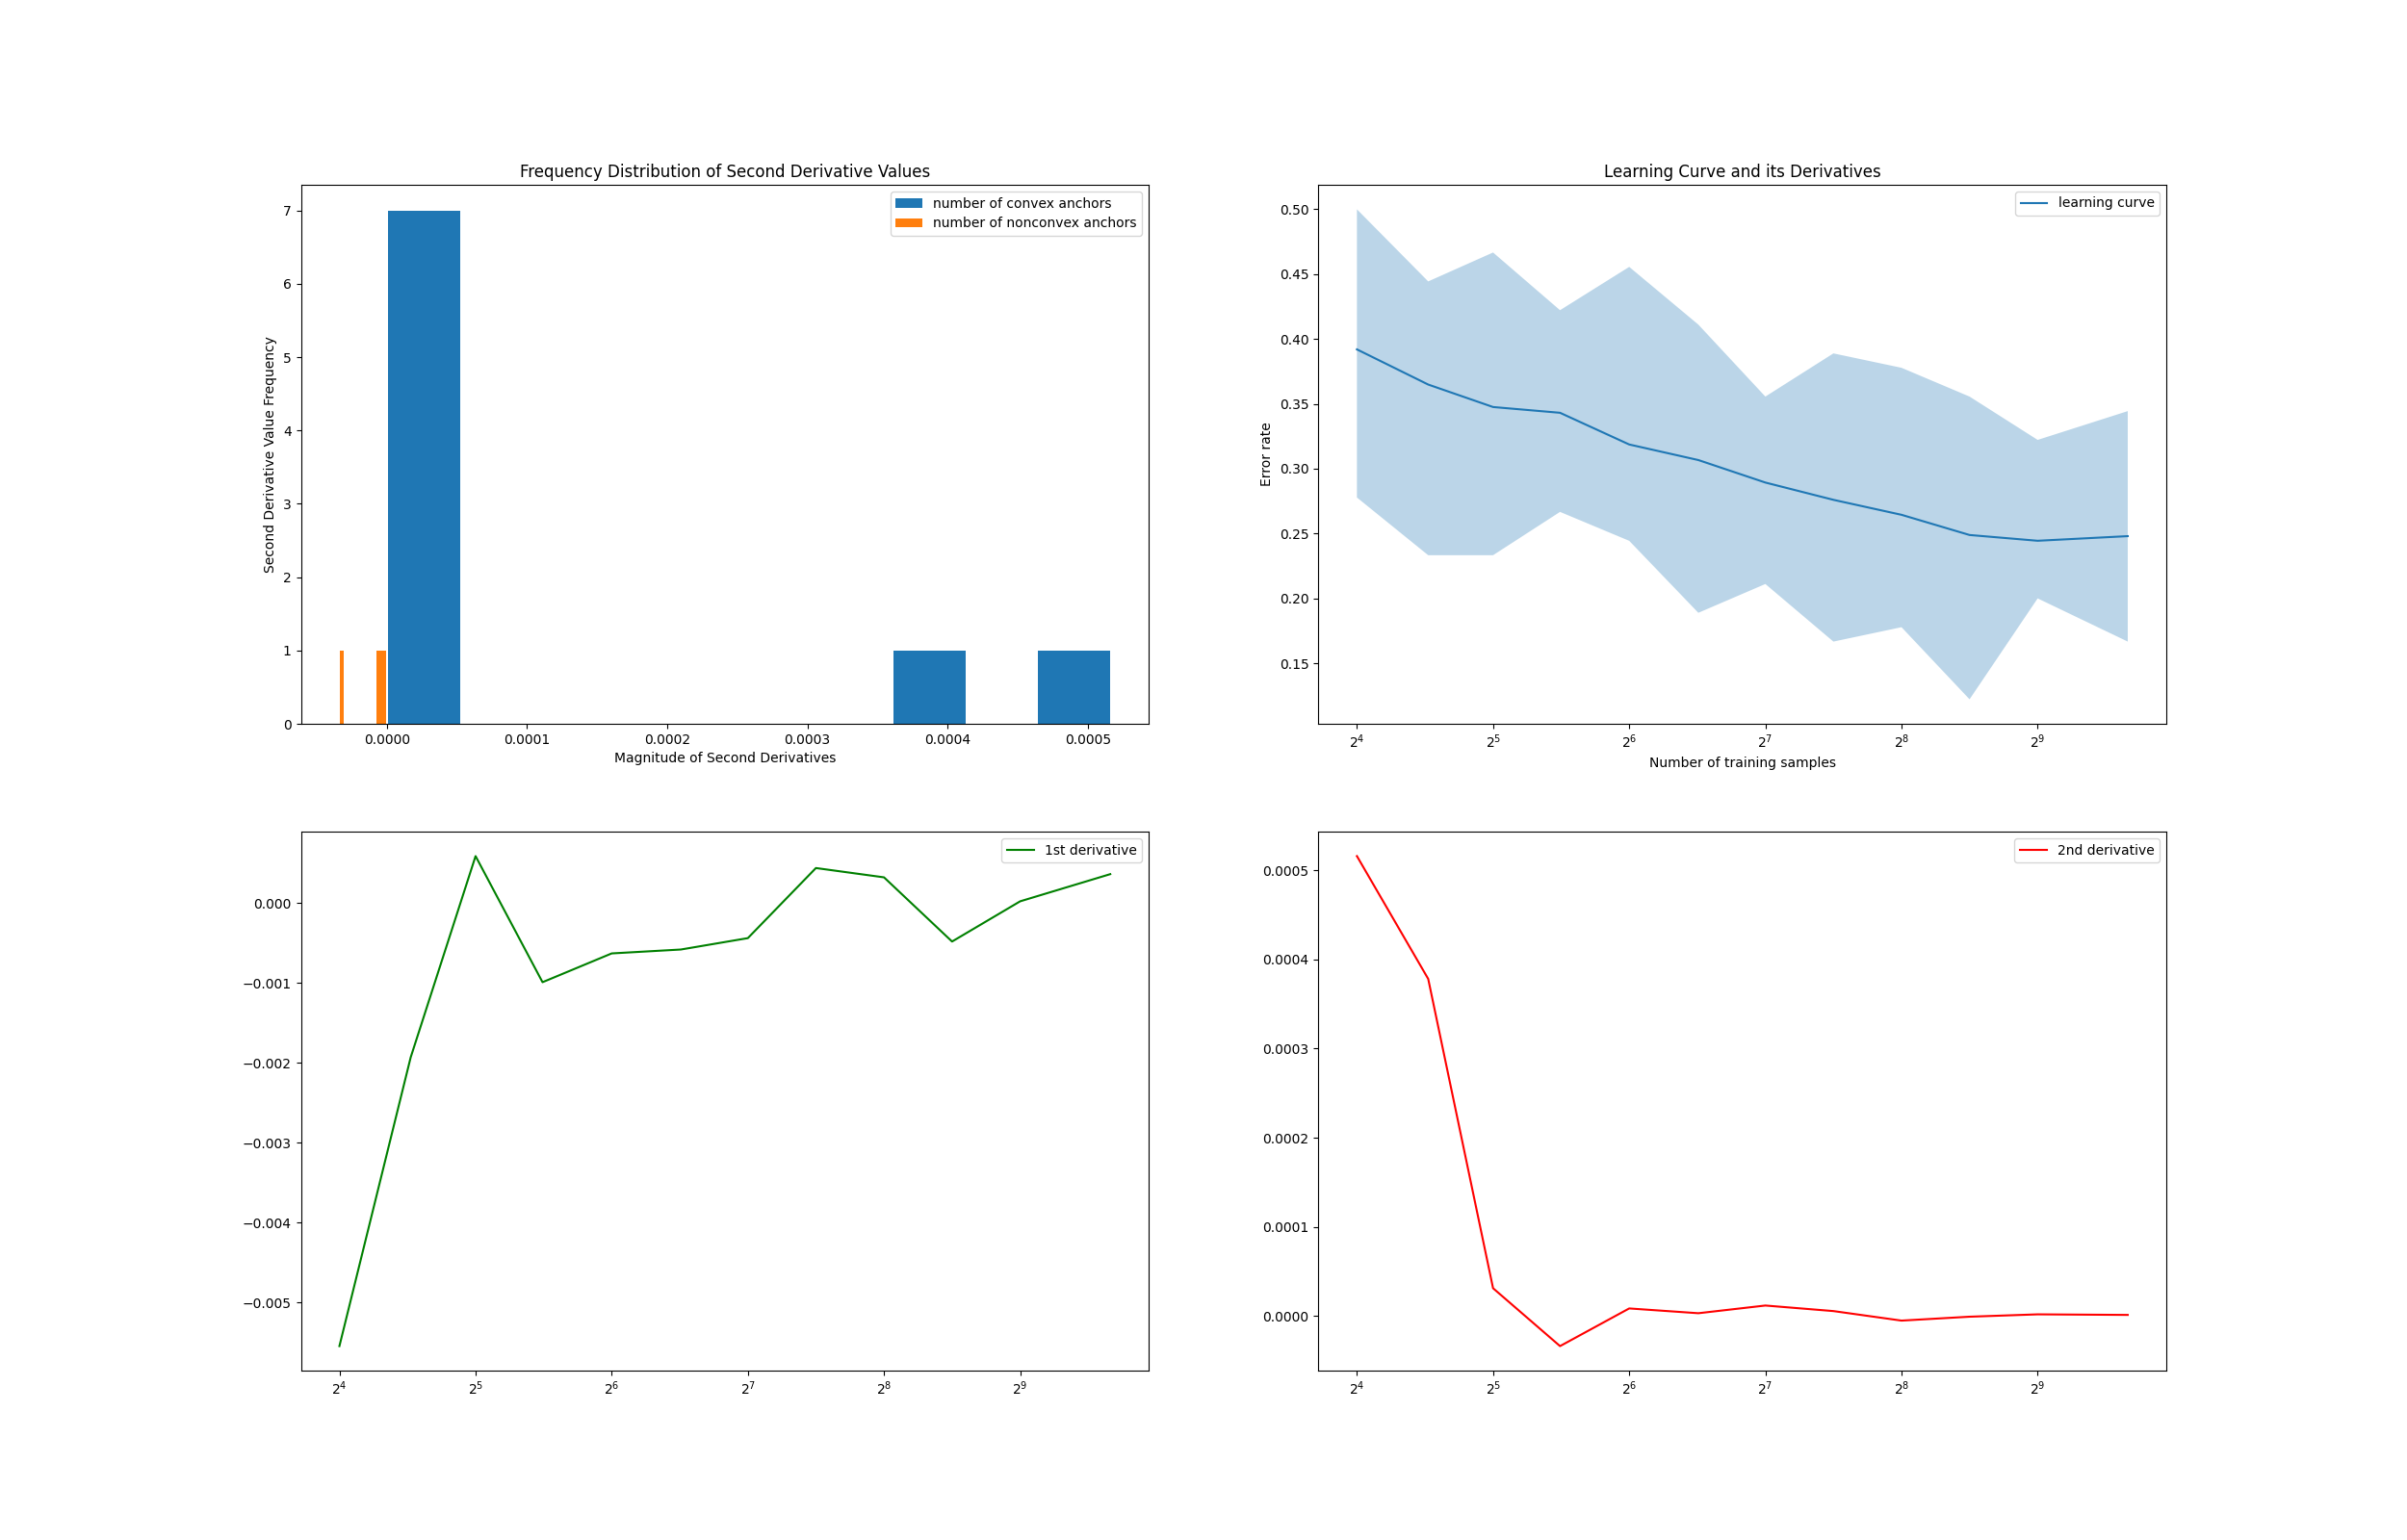 Frequency Distribution of Second Derivative Values
number of convex anchors
number of nonconvex anchors
7
6
5
4
3
2
1
0
Second Derivative Value Frequency
0.0000 0.0001 0.0002 0.0003 0.0004 0.0005
Magnitude of Second Derivatives
Learning Curve and its Derivatives
learning curve
0.50
0.45
0.40
0.35
0.30
0.25
0.20
0.15
Error rate
2⁴ 2⁵ 2⁶ 2⁷ 2⁸ 2⁹
Number of training samples
1st derivative
0.000
−0.001
−0.002
−0.003
−0.004
−0.005
2⁴ 2⁵ 2⁶ 2⁷ 2⁸ 2⁹
2nd derivative
0.0005
0.0004
0.0003
0.0002
0.0001
0.0000
2⁴ 2⁵ 2⁶ 2⁷ 2⁸ 2⁹